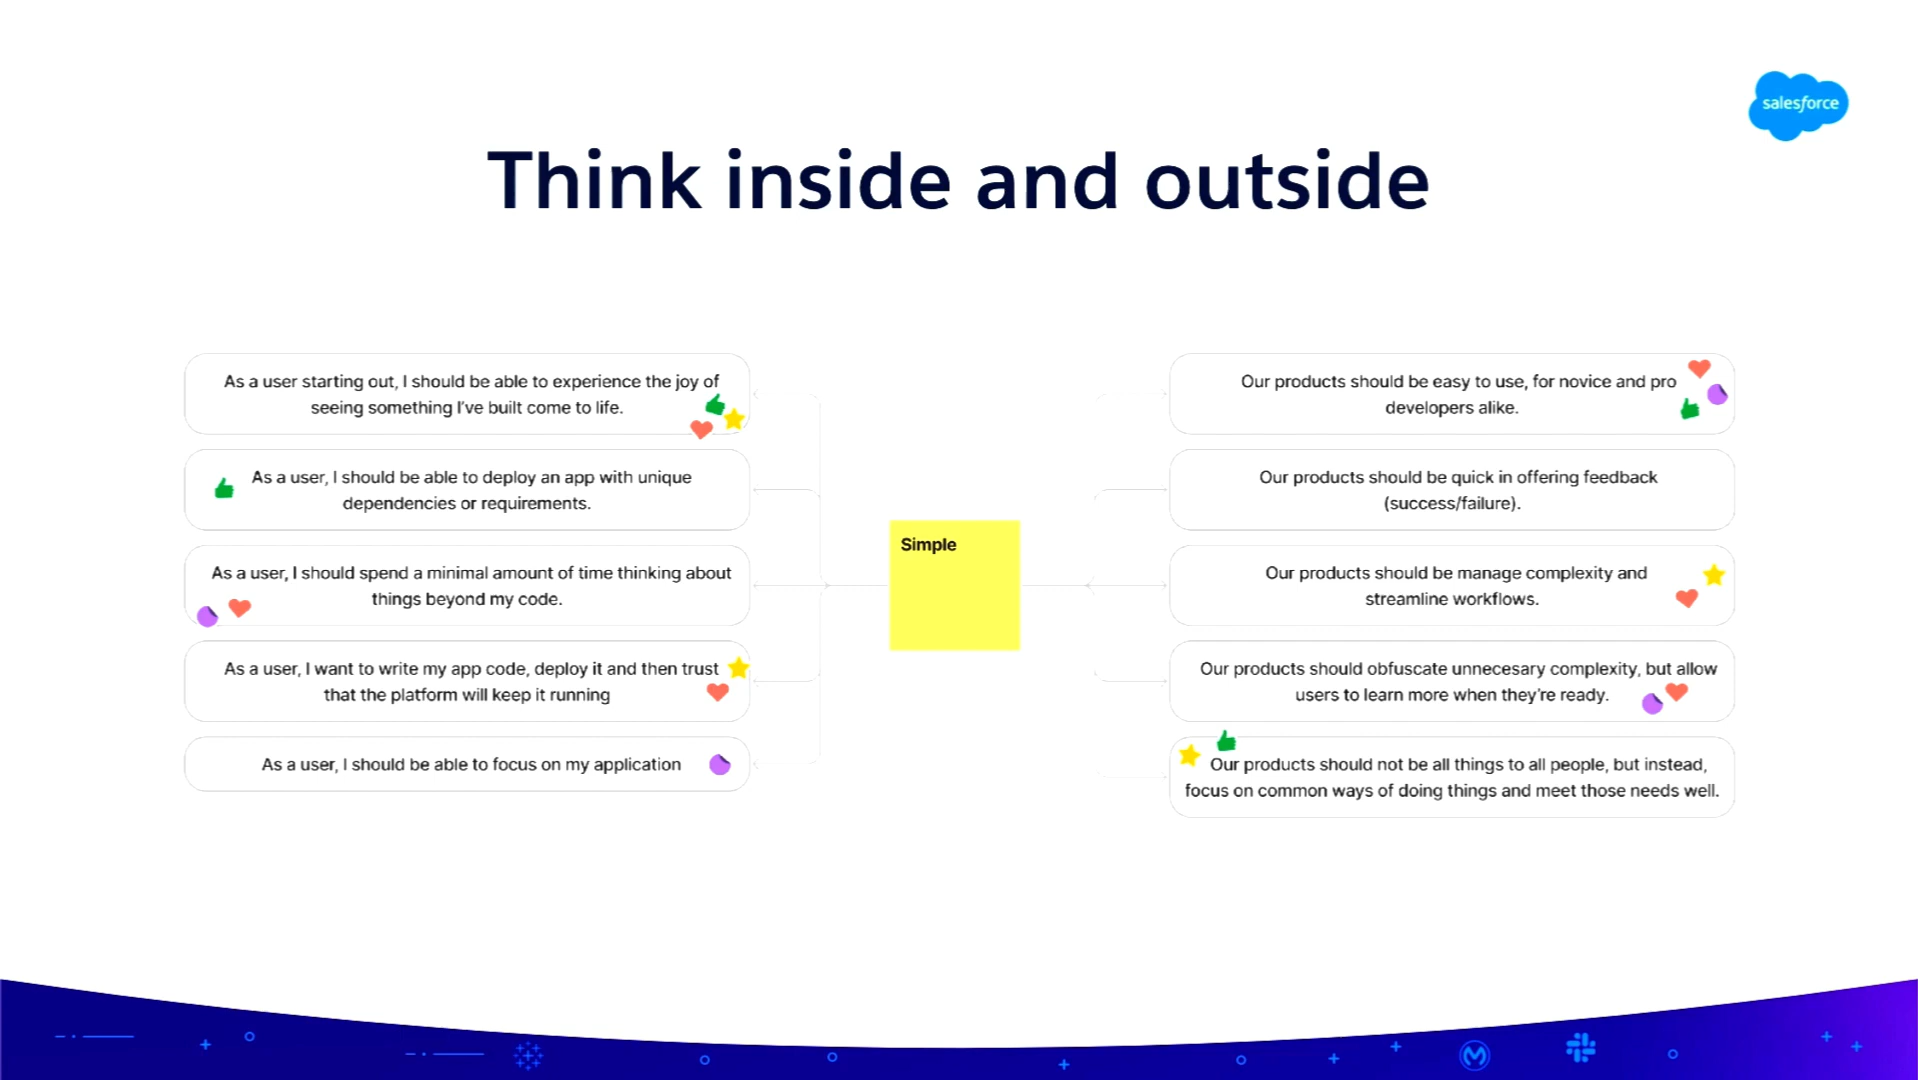 salesforce
Think inside and outside
As a user starting out, I should be able to experience the joy of
seeing something I've built come to life.
As a user, I should be able to deploy an app with unique
dependencies or requirements.
As a user, I should spend a minimal amount of time thinking about
things beyond my code.
As a user, I want to write my app code, deploy it and then trust
that the platform will keep it running
As a user, I should be able to focus on my application
Simple
Our products should be easy to use, for novice and pro
developers alike.
Our products should be quick in offering feedback
(success/failure).
Our products should be manage complexity and
streamline workflows.
Our products should obfuscate unnecesary complexity, but allow
users to learn more when they're ready.
Our products should not be all things to all people, but instead,
focus on common ways of doing things and meet those needs well.